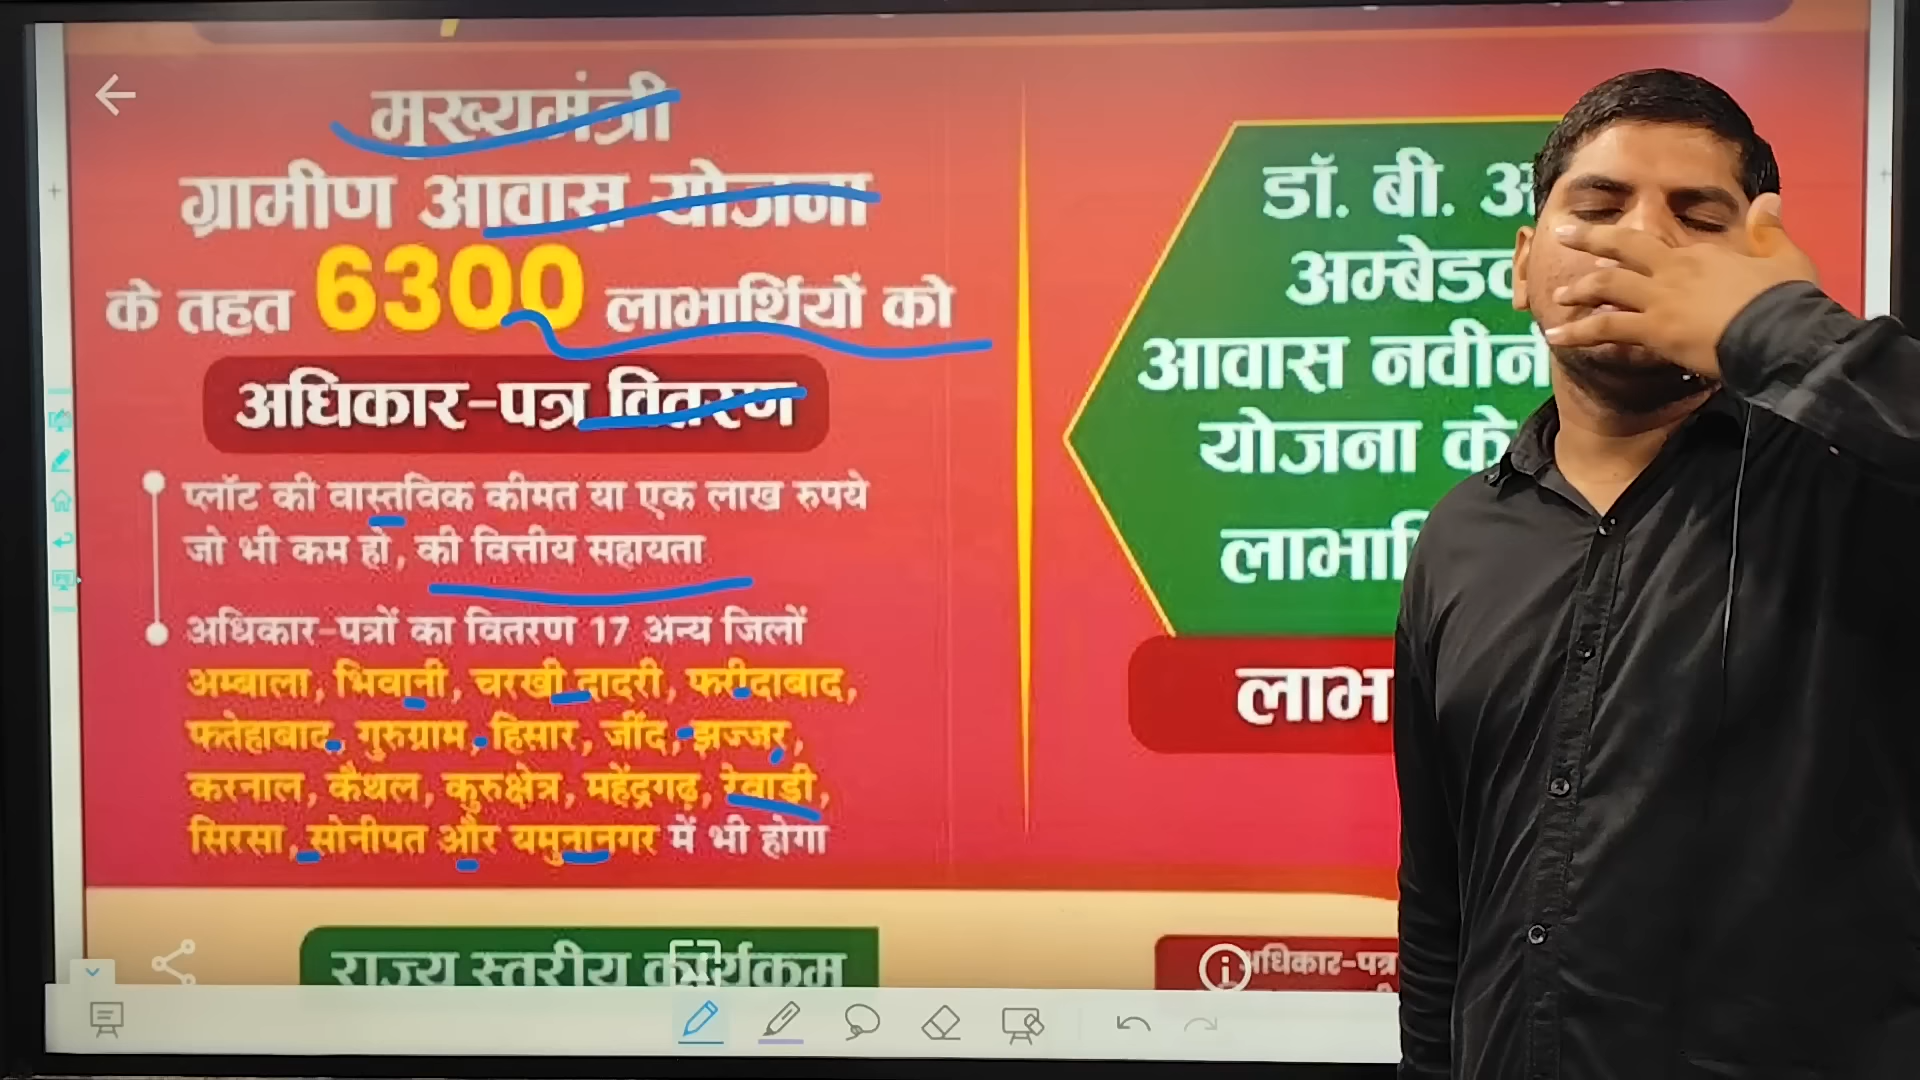 मुख्यमंत्री
ग्रामीण आवास योजना
के तहत 6300 लाभार्थियों को
अधिकार-पत्र वितरण
प्लॉट की वास्तविक कीमत या एक लाख रुपये
जो भी कम हो, की वित्तीय सहायता
अधिकार-पत्रों का वितरण 17 अन्य जिलों
अम्बाला, भिवानी, चरखी दादरी, फरीदाबाद,
फतेहाबाद, गुरुग्राम, हिसार, जींद, झज्जर,
करनाल, कैथल, कुरुक्षेत्र, महेंद्रगढ़, रेवाड़ी,
सिरसा, सोनीपत और यमुनानगर में भी होगा
राज्य स्तरीय कार्यक्रम
डॉ. बी.
आवास
योजना के
लाभ
अधिकार-पत्र